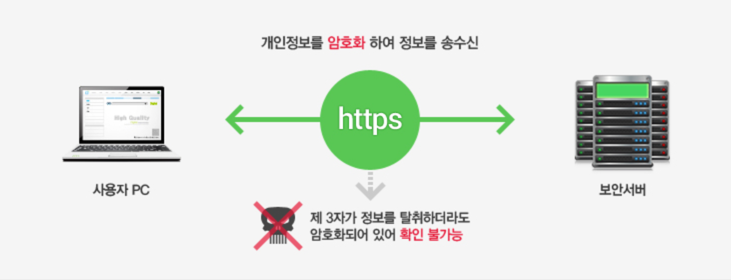 개인정보를 암호화 하여 정보를 송수신
https
High Quality
사용자 PC
보안서버
제 3자가 정보를 탈취하더라도
암호화되어 있어 확인 불가능